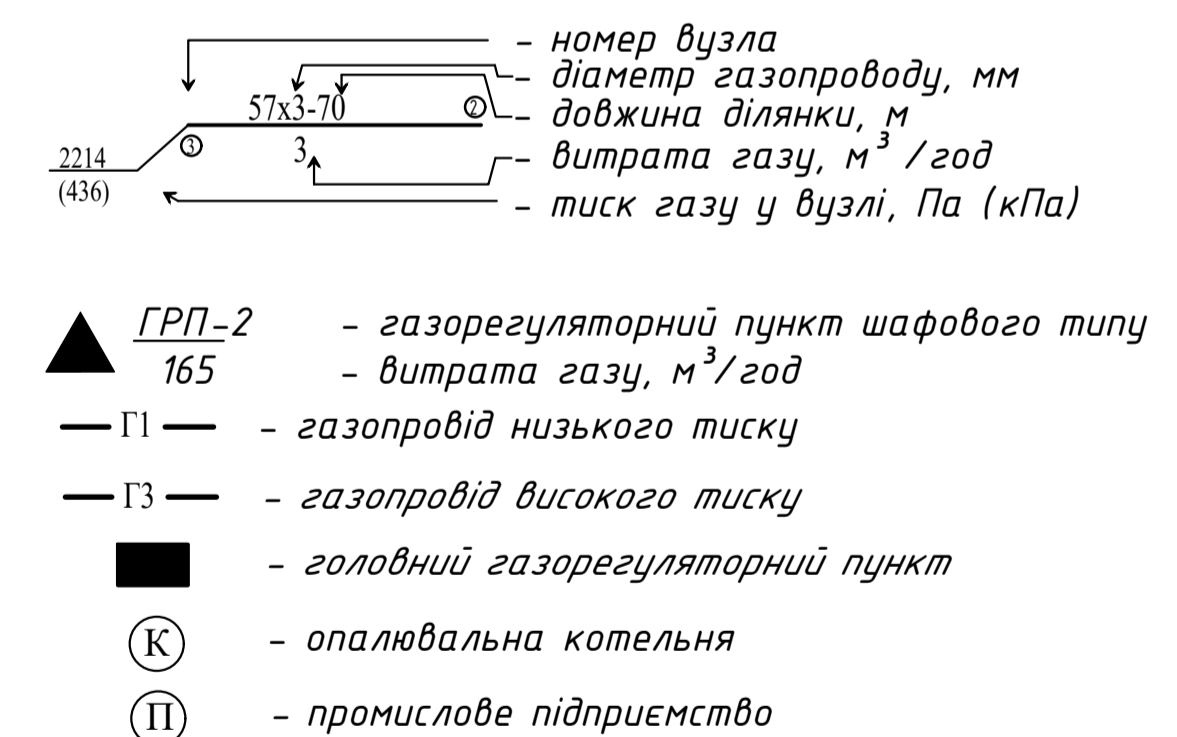 – номер вузла
– діаметр газопроводу, мм
57х3-70 ②
– довжина ділянки, м
③
2214
3
– витрата газу, м³ /год
(436)
– тиск газу у вузлі, Па (кПа)
ГРП-2 – газорегуляторний пункт шафового типу
165 – витрата газу, м³/год
Г1 – газопровід низького тиску
Г3 – газопровід високого тиску
– головний газорегуляторний пункт
К – опалювальна котельня
П – промислове підприємство